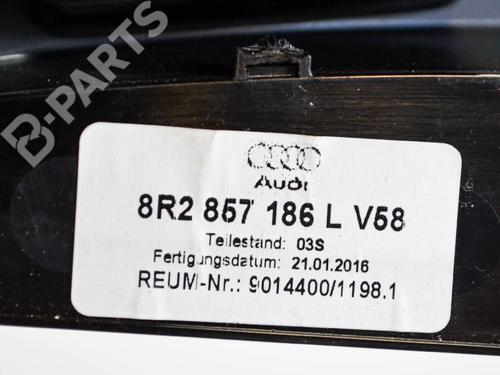 B-PARTS
Audi
8R2 857 186 L V58
Teilestand: 03S
Fertigungsdatum: 21.01.2016
REUM-Nr.: 9014400/1198.1